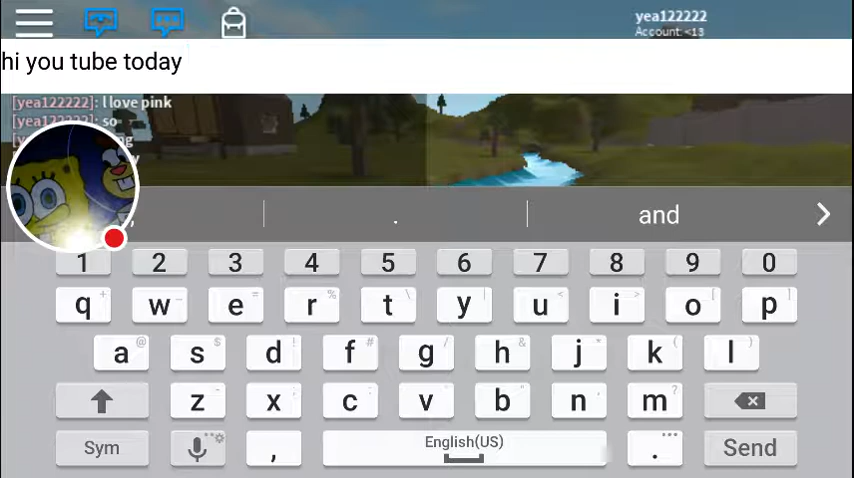 yea122222
Account: <13
hi you tube today
[yea122222]: I love pink
[yea122222]: so
, . and
1 2 3 4 5 6 7 8 9 0
q + w - e = r % t \ y | u < i > o [ p ]
a @ s $ d ! f # g / h & j * k ( l )
z - x ' c : v ; b " n , m ?
Sym , English(US) . Send